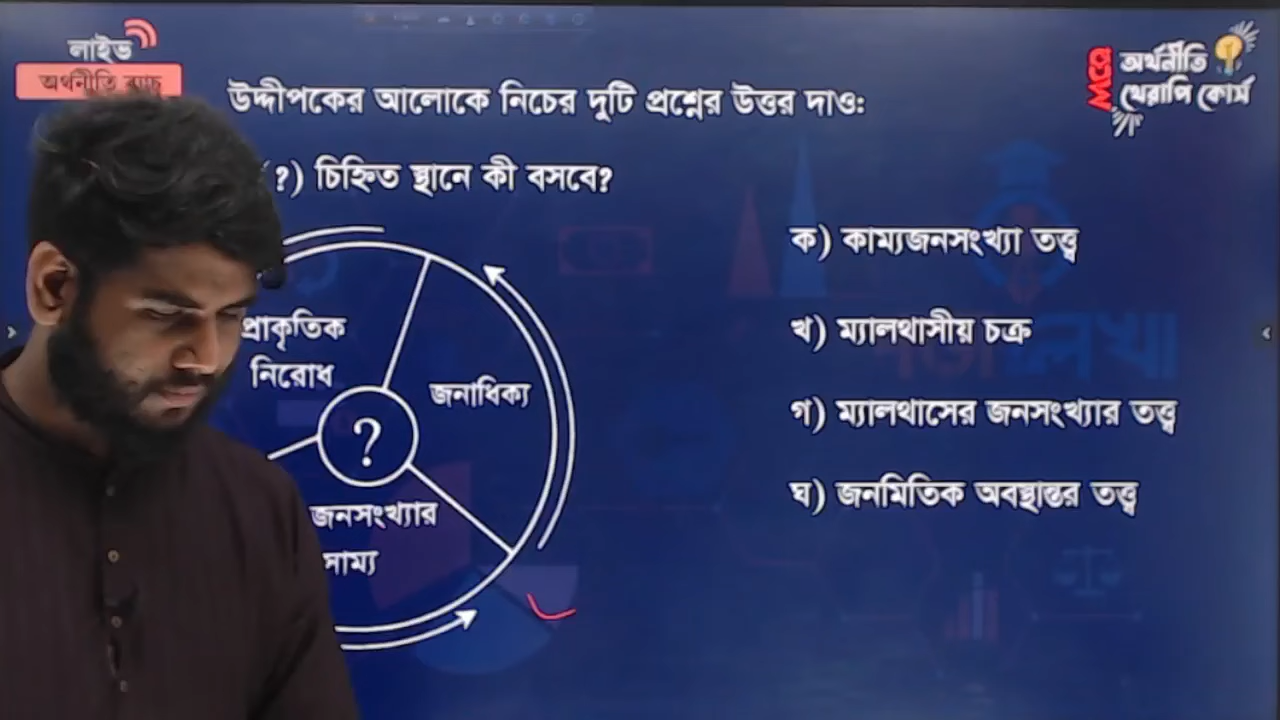 লাইভ
অর্থনীতি ব্যাচ
MCQ
অর্থনীতি
থেরাপি কোর্স
উদ্দীপকের আলোকে নিচের দুটি প্রশ্নের উত্তর দাও:
(?) চিহ্নিত স্থানে কী বসবে?
প্রাকৃতিক
নিরোধ
জনাধিক্য
?
জনসংখ্যার
সাম্য
ক) কাম্যজনসংখ্যা তত্ত্ব
খ) ম্যালথাসীয় চক্র
গ) ম্যালথাসের জনসংখ্যার তত্ত্ব
ঘ) জনমিতিক অবস্থান্তর তত্ত্ব